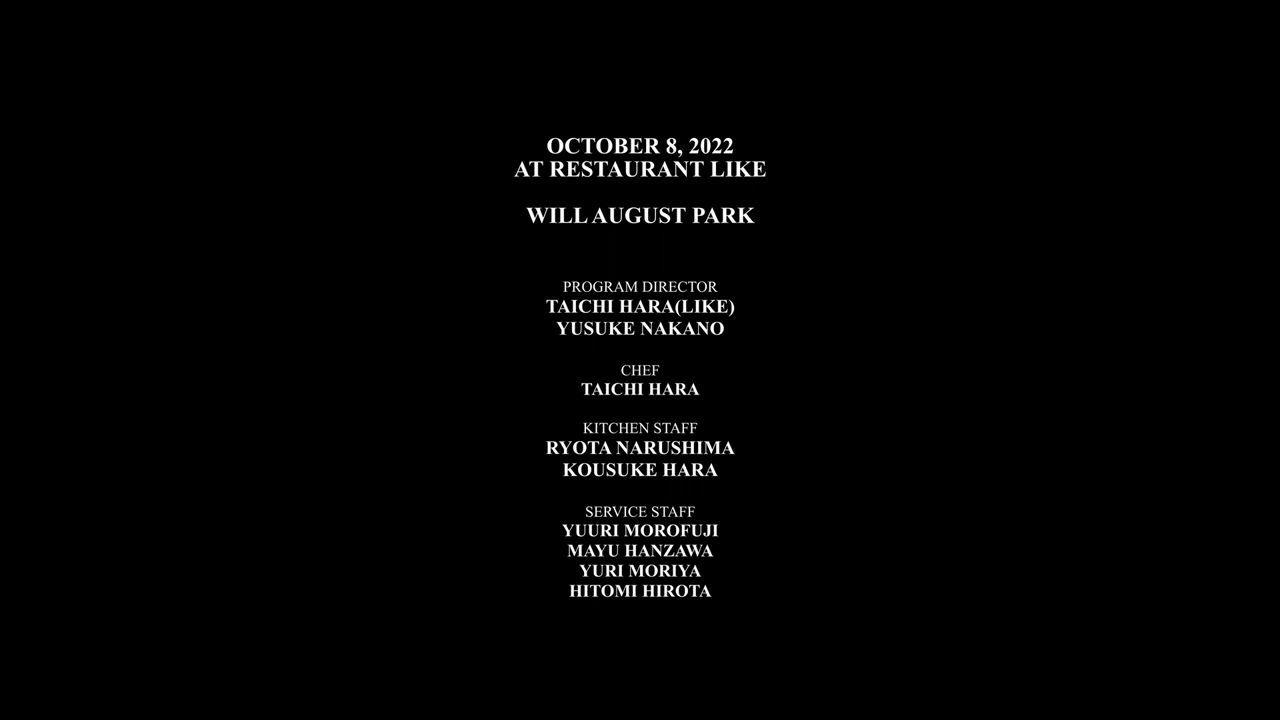 OCTOBER 8, 2022
AT RESTAURANT LIKE
WILL AUGUST PARK
PROGRAM DIRECTOR
TAICHI HARA(LIKE)
YUSUKE NAKANO
CHEF
TAICHI HARA
KITCHEN STAFF
RYOTA NARUSHIMA
KOUSUKE HARA
SERVICE STAFF
YUURI MOROFUJI
MAYU HANZAWA
YURI MORIYA
HITOMI HIROTA